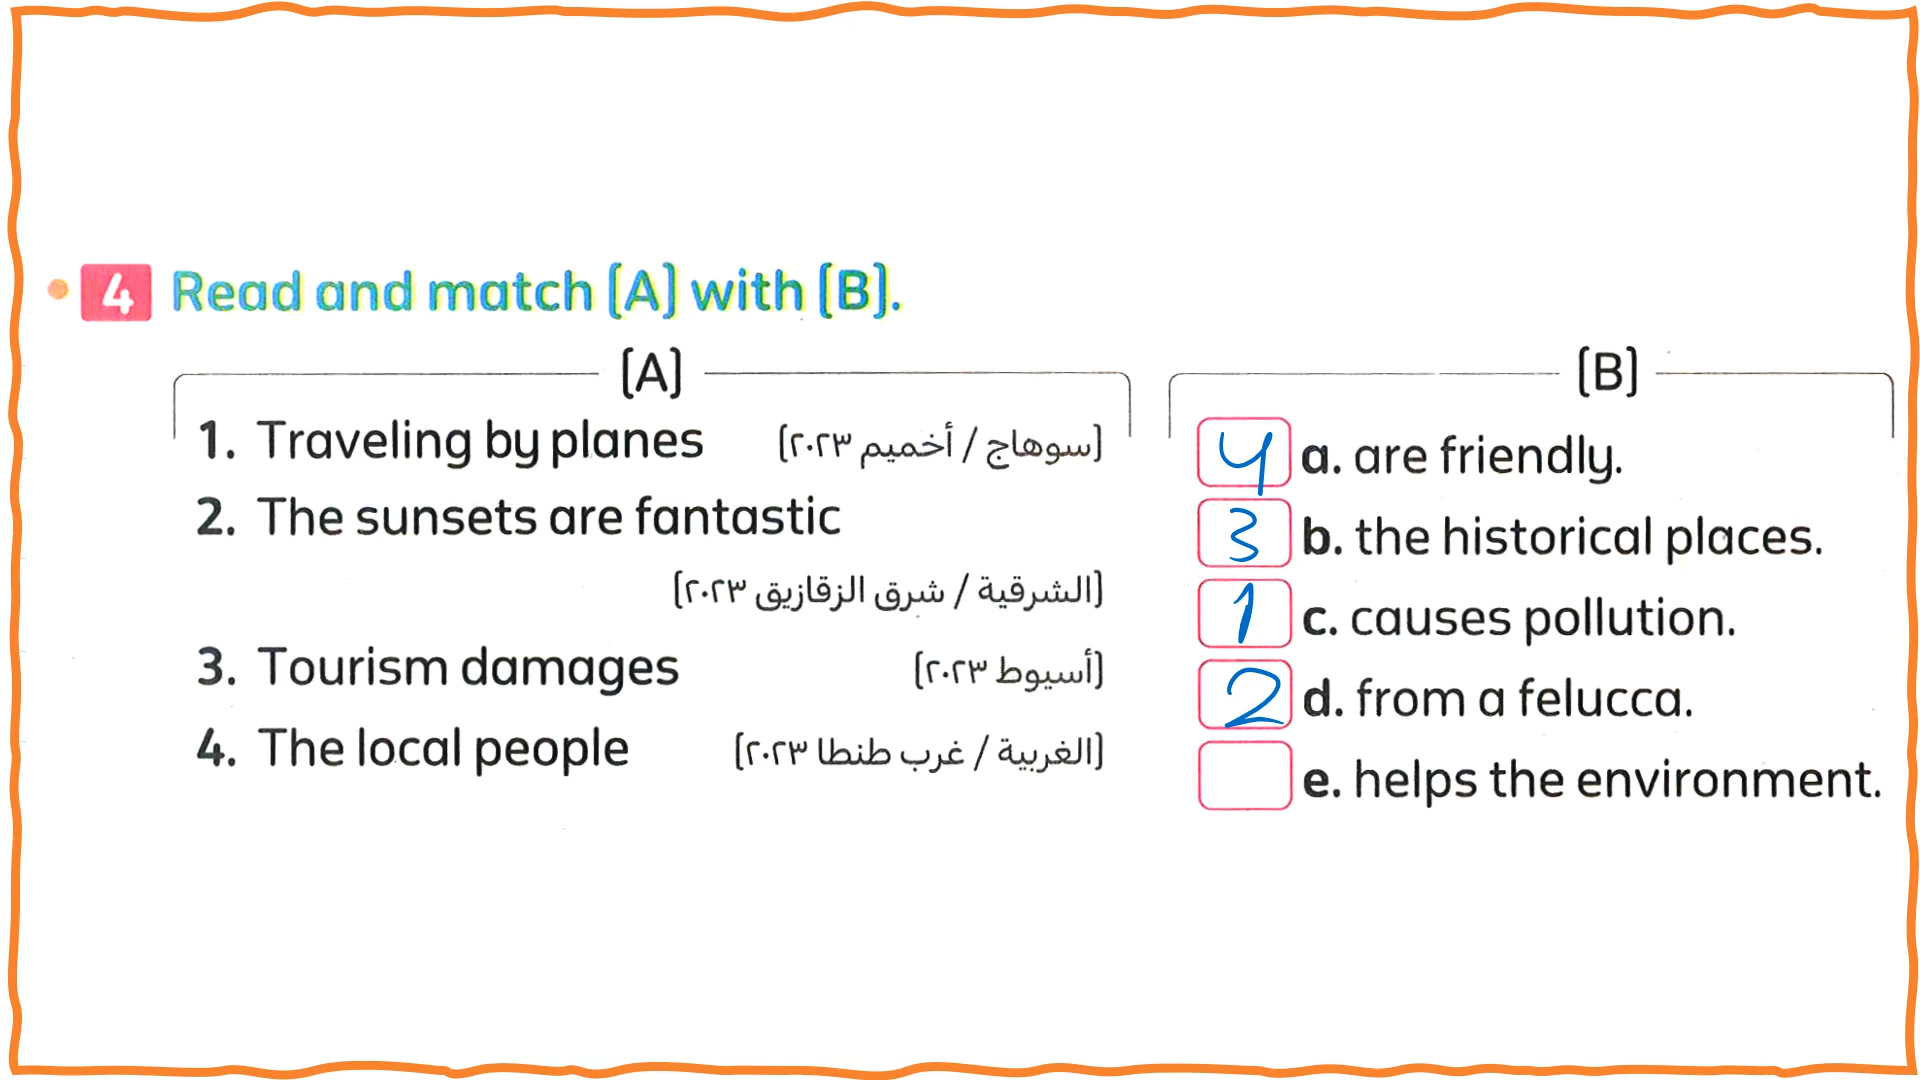 4 Read and match [A] with [B].
[A]
1. Traveling by planes [سوهاج / أخميم ٢٠٢٣]
2. The sunsets are fantastic
[الشرقية / شرق الزقازيق ٢٠٢٣]
3. Tourism damages [أسيوط ٢٠٢٣]
4. The local people [الغربية / غرب طنطا ٢٠٢٣]
[B]
4 a. are friendly.
3 b. the historical places.
1 c. causes pollution.
2 d. from a felucca.
e. helps the environment.